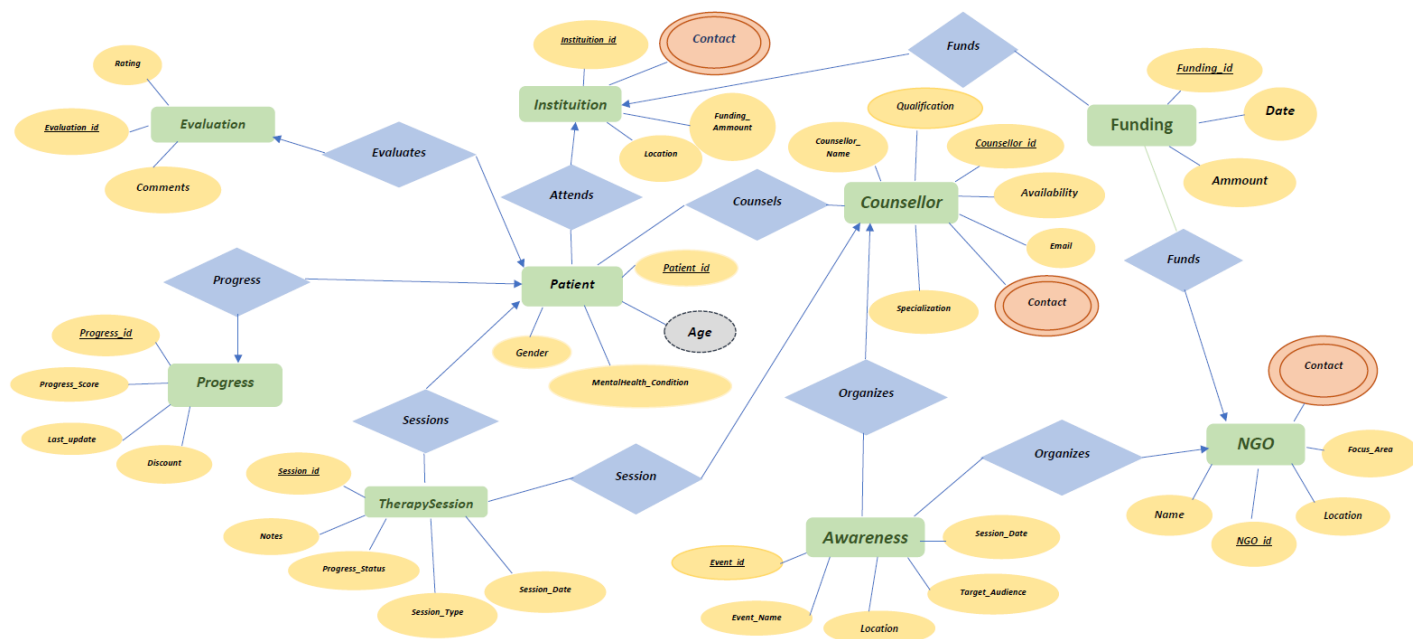 Instituition_id
Contact
Funds
Funding_id
Rating
Instituition
Qualification
Evaluation_id
Evaluation
Funding_
Ammount
Funding
Date
Evaluates
Location
Counsellor_
Name
Counsellor_id
Comments
Attends
Counsels
Counsellor
Availability
Ammount
Email
Funds
Progress
Patient_id
Patient
Specialization
Contact
Age
Progress_id
Gender
Contact
Progress_Score
Progress
MentalHealth_Condition
Organizes
Last_update
Sessions
Discount
NGO
Focus_Area
Session_id
Session
Organizes
TherapySession
Name
Location
Notes
Awareness
Session_Date
NGO_id
Progress_Status
Event_id
Session_Date
Target_Audience
Session_Type
Event_Name
Location